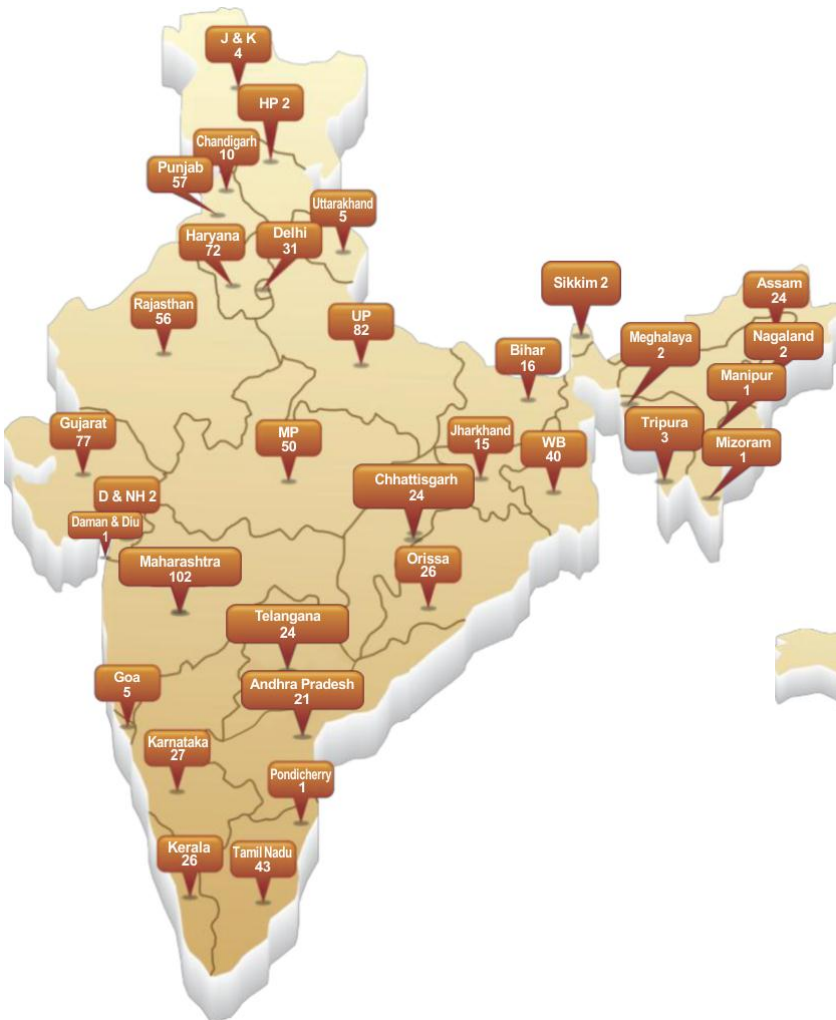 J & K
4
HP 2
Chandigarh
10
Punjab
57
Uttarakhand
5
Haryana
72
Delhi
31
Sikkim 2
Assam
24
Rajasthan
56
UP
82
Meghalaya
2
Nagaland
2
Bihar
16
Manipur
1
Gujarat
77
MP
50
Jharkhand
15
WB
40
Tripura
3
Mizoram
1
Chhattisgarh
24
D & NH 2
Daman & Diu
1
Maharashtra
102
Orissa
26
Telangana
24
Goa
5
Andhra Pradesh
21
Karnataka
27
Pondicherry
1
Kerala
26
Tamil Nadu
43